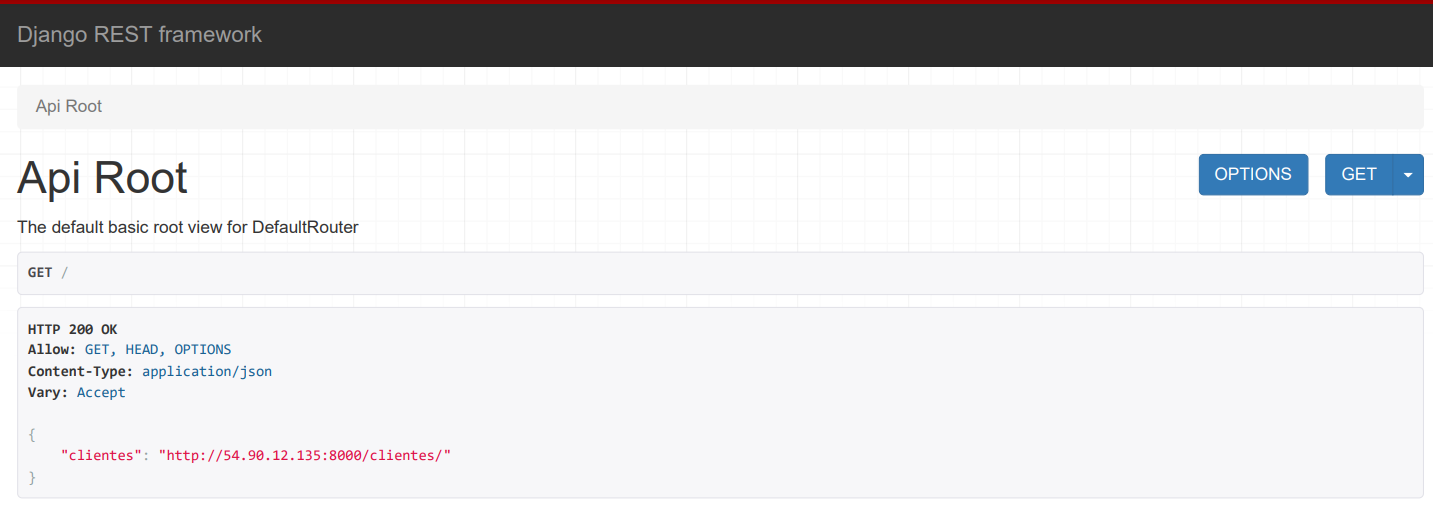 Django REST framework
Api Root
Api Root
OPTIONS
GET
The default basic root view for DefaultRouter
GET /
HTTP 200 OK
Allow: GET, HEAD, OPTIONS
Content-Type: application/json
Vary: Accept
{
    "clientes": "http://54.90.12.135:8000/clientes/"
}